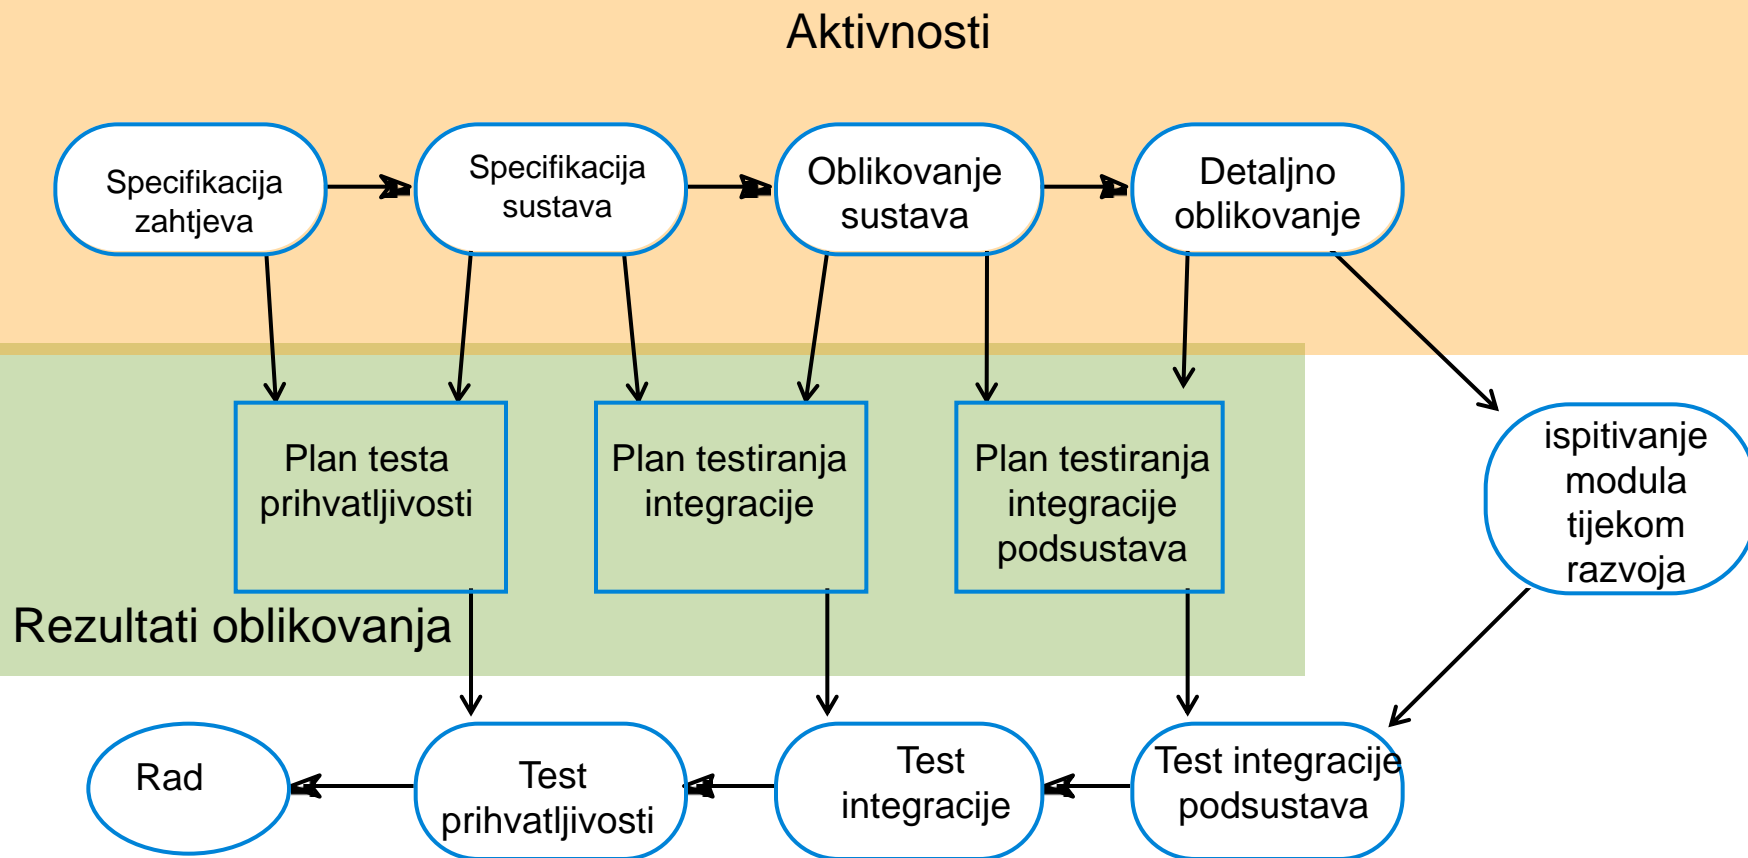 Aktivnosti
Specifikacija
zahtjeva
Specifikacija
sustava
Oblikovanje
sustava
Detaljno
oblikovanje
Plan testa
prihvatljivosti
Plan testiranja
integracije
Plan testiranja
integracije
podsustava
ispitivanje
modula
tijekom
razvoja
Rezultati oblikovanja
Rad
Test
prihvatljivosti
Test
integracije
Test integracije
podsustava